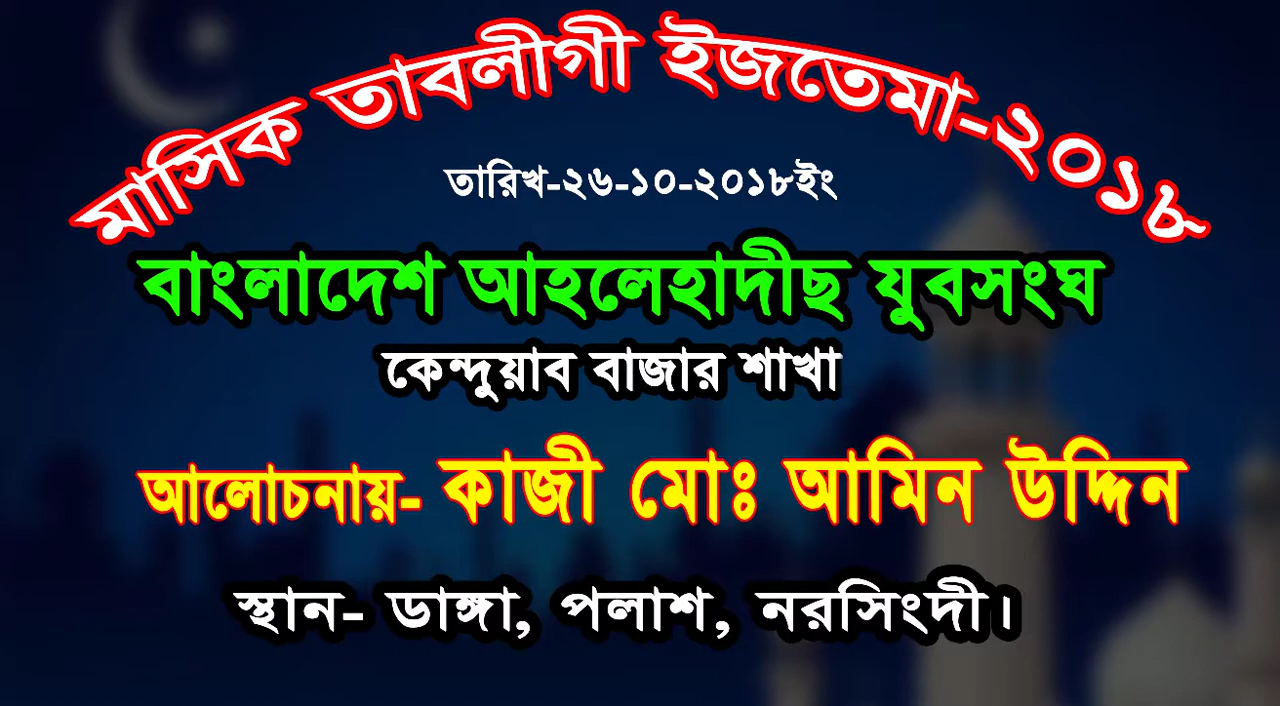 মাসিক তাবলীগী ইজতেমা-২০১৮
তারিখ-২৬-১০-২০১৮ইং
বাংলাদেশ আহলেহাদীছ যুবসংঘ
কেন্দুয়াব বাজার শাখা
আলোচনায়- কাজী মোঃ আমিন উদ্দিন
স্থান- ডাঙ্গা, পলাশ, নরসিংদী।